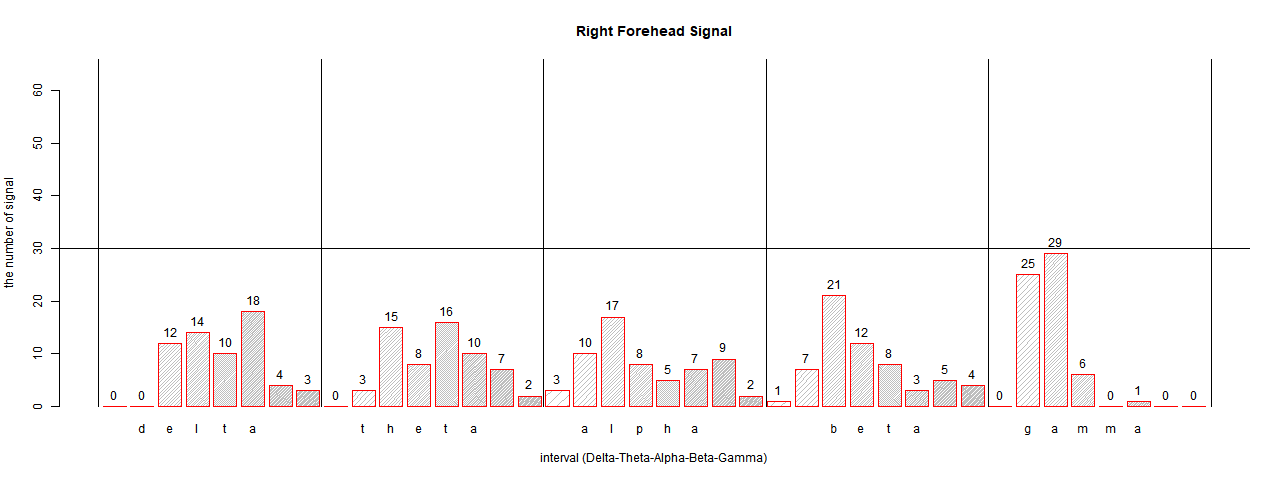 Right Forehead Signal
the number of signal
60
50
40
30
20
10
0
0 0 12 14 10 18 4 3 0 3 15 8 16 10 7 2 3 10 17 8 5 7 9 2 1 7 21 12 8 3 5 4 0 25 29 6 0 1 0 0
d e l t a t h e t a a l p h a b e t a g a m m a
interval (Delta-Theta-Alpha-Beta-Gamma)